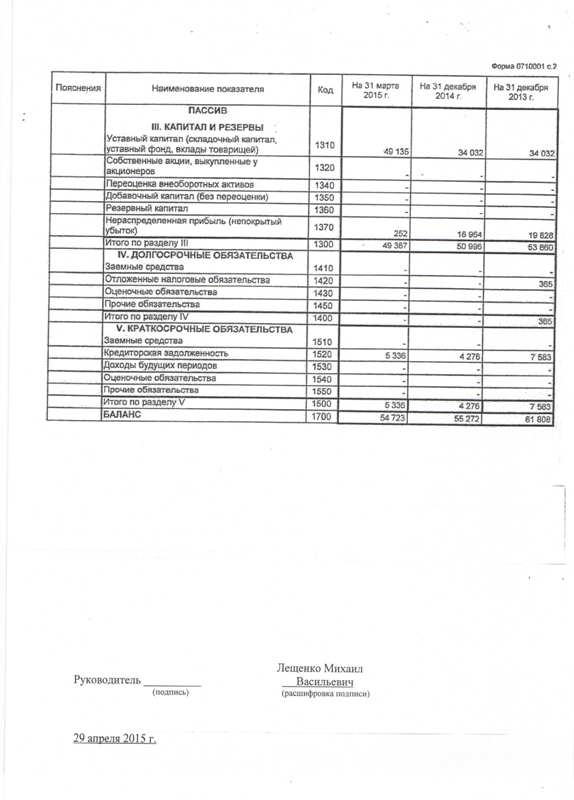 Форма 0710001 с.2
Пояснения Наименование показателя Код На 31 марта 2015 г. На 31 декабря 2014 г. На 31 декабря 2013 г.
ПАССИВ
III. КАПИТАЛ И РЕЗЕРВЫ
Уставный капитал (складочный капитал,
уставный фонд, вклады товарищей) 1310 49 135 34 032 34 032
Собственные акции, выкупленные у
акционеров 1320 - - -
Переоценка внеоборотных активов 1340 - - -
Добавочный капитал (без переоценки) 1350 - - -
Резервный капитал 1360 - - -
Нераспределенная прибыль (непокрытый
убыток) 1370 252 16 964 19 828
Итого по разделу III 1300 49 387 50 996 53 860
IV. ДОЛГОСРОЧНЫЕ ОБЯЗАТЕЛЬСТВА
Заемные средства 1410 - - -
Отложенные налоговые обязательства 1420 - - 365
Оценочные обязательства 1430 - - -
Прочие обязательства 1450 - - -
Итого по разделу IV 1400 - - 365
V. КРАТКОСРОЧНЫЕ ОБЯЗАТЕЛЬСТВА
Заемные средства 1510 - - -
Кредиторская задолженность 1520 5 336 4 276 7 583
Доходы будущих периодов 1530 - - -
Оценочные обязательства 1540 - - -
Прочие обязательства 1550 - - -
Итого по разделу V 1500 5 336 4 276 7 583
БАЛАНС 1700 54 723 55 272 61 808
Лещенко Михаил
Руководитель Васильевич
(подпись) (расшифровка подписи)
29 апреля 2015 г.